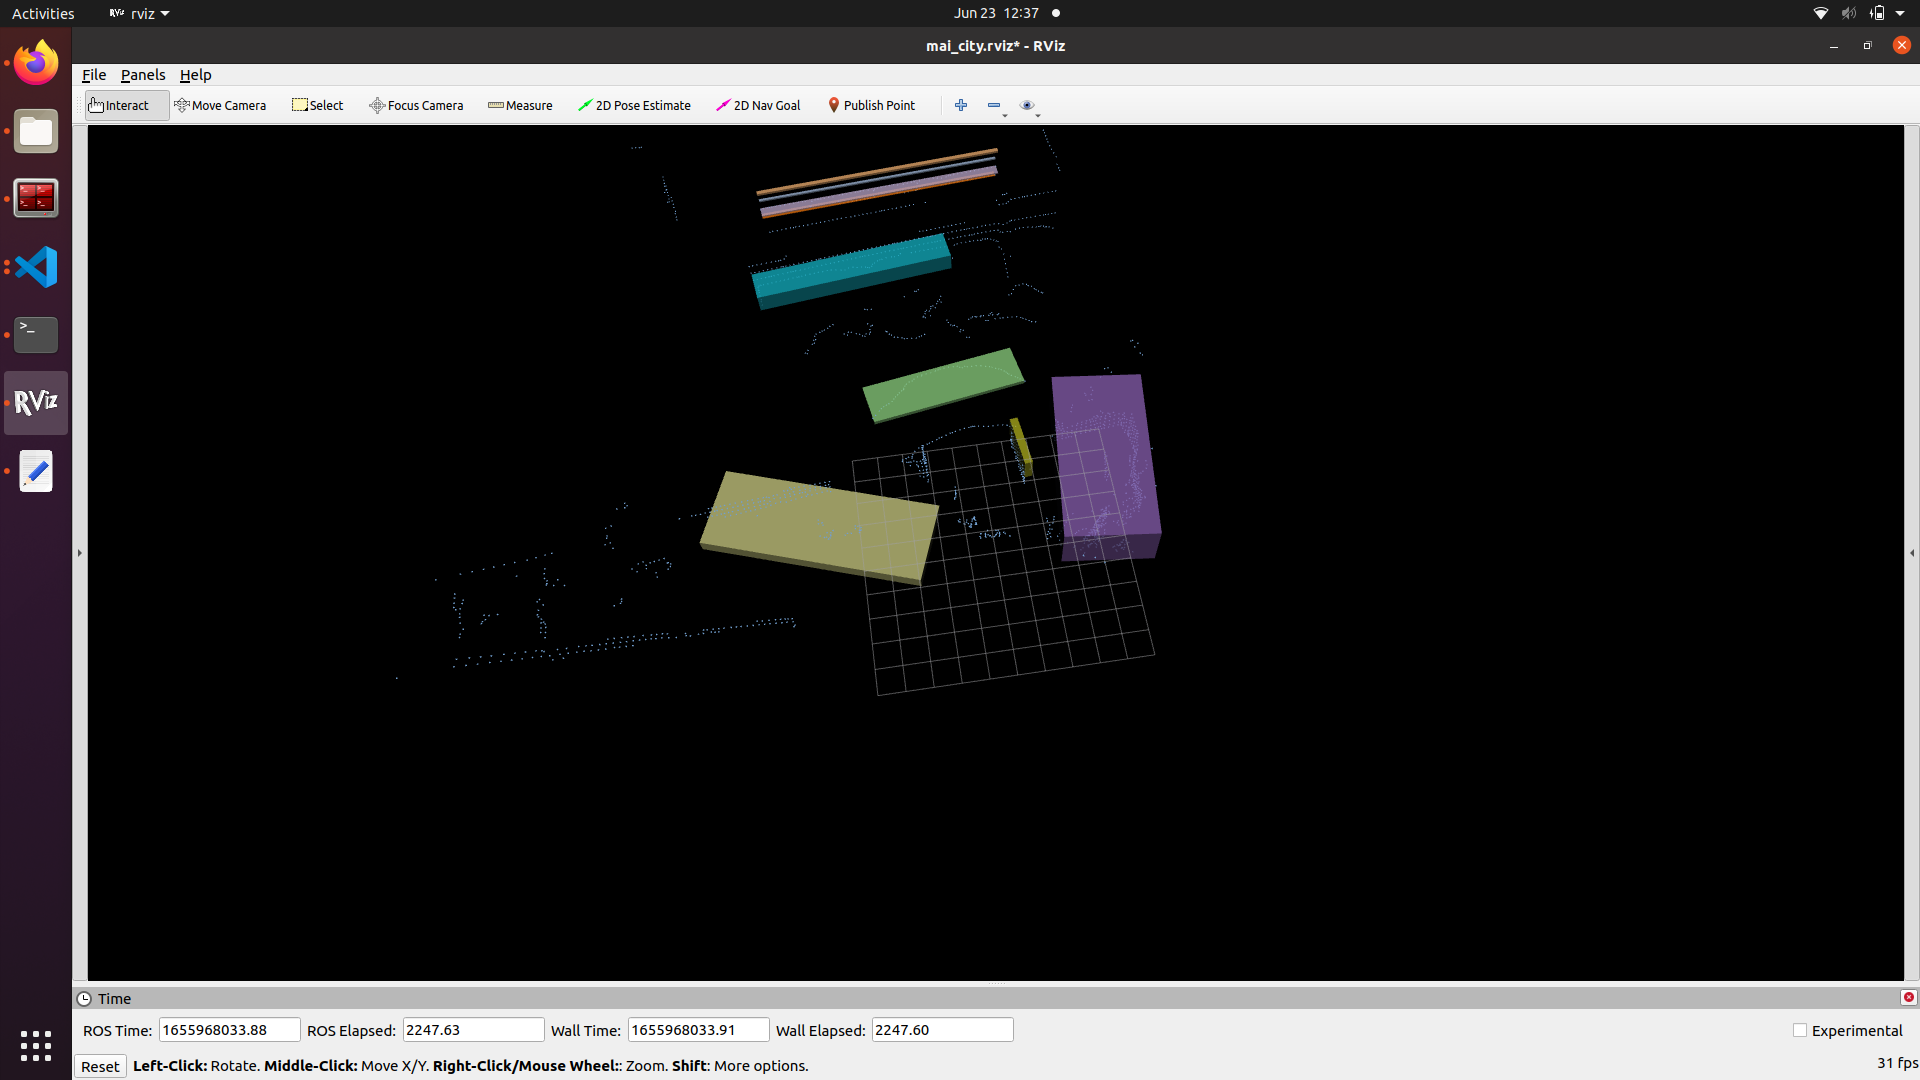 Activities
RViz rviz
Jun 23 12:37
mai_city.rviz* - RViz
File Panels Help
Interact Move Camera Select Focus Camera Measure 2D Pose Estimate 2D Nav Goal Publish Point
>_
RViz
Time
ROS Time: 1655968033.88 ROS Elapsed: 2247.63 Wall Time: 1655968033.91 Wall Elapsed: 2247.60 Experimental
Reset Left-Click: Rotate. Middle-Click: Move X/Y. Right-Click/Mouse Wheel:: Zoom. Shift: More options. 31 fps